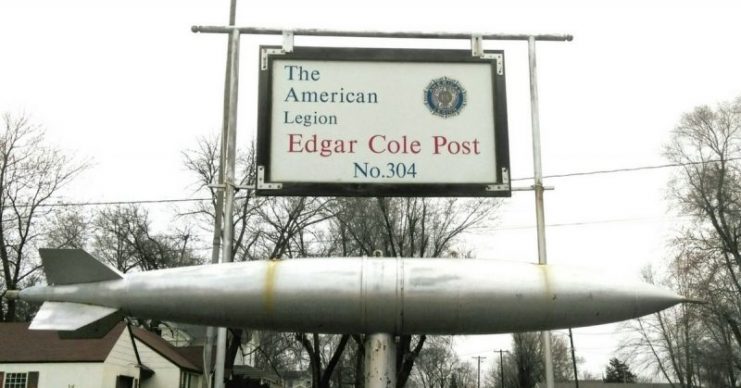 The
American
Legion
Edgar Cole Post
No.304